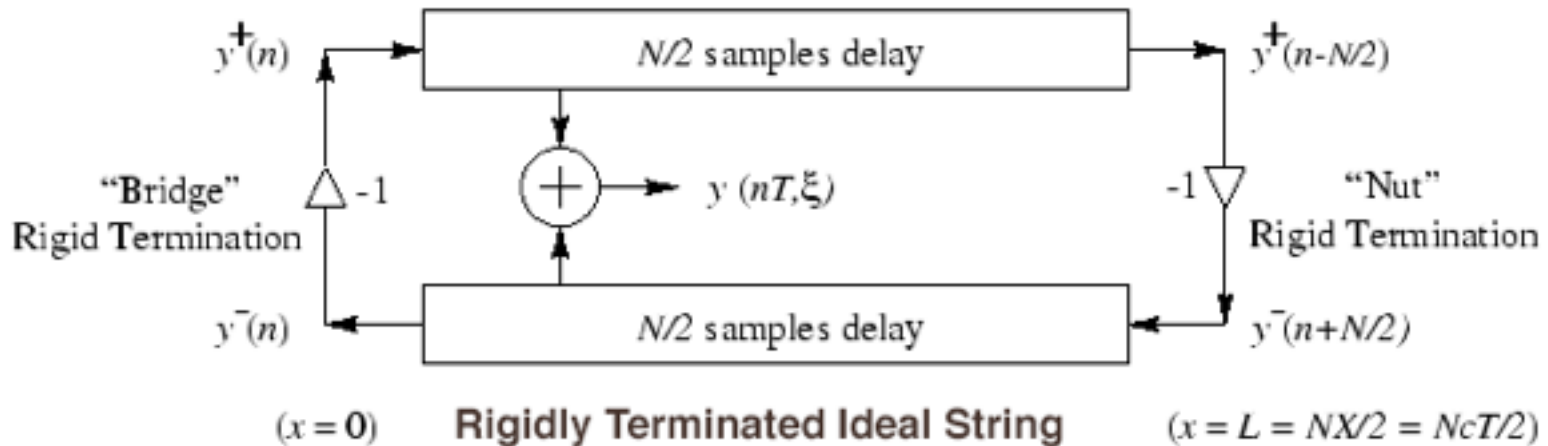 y⁺(n)
N/2 samples delay
y⁺(n-N/2)
“Bridge”
Rigid Termination
-1
+
y (nT,ξ)
-1
“Nut”
Rigid Termination
y⁻(n)
N/2 samples delay
y⁻(n+N/2)
(x = 0)
Rigidly Terminated Ideal String
(x = L = NX/2 = NcT/2)